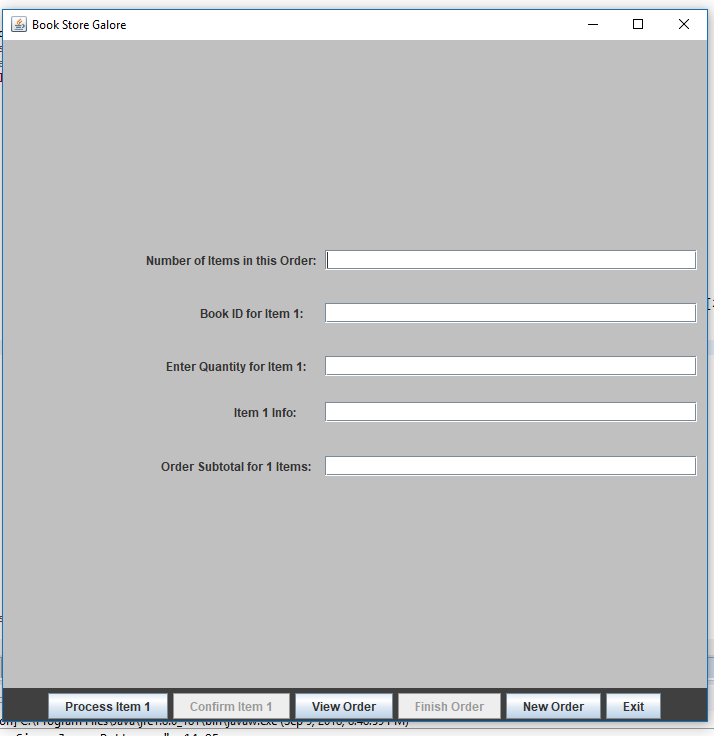 Book Store Galore
Number of Items in this Order:
Book ID for Item 1:
Enter Quantity for Item 1:
Item 1 Info:
Order Subtotal for 1 Items:
Process Item 1 Confirm Item 1 View Order Finish Order New Order Exit